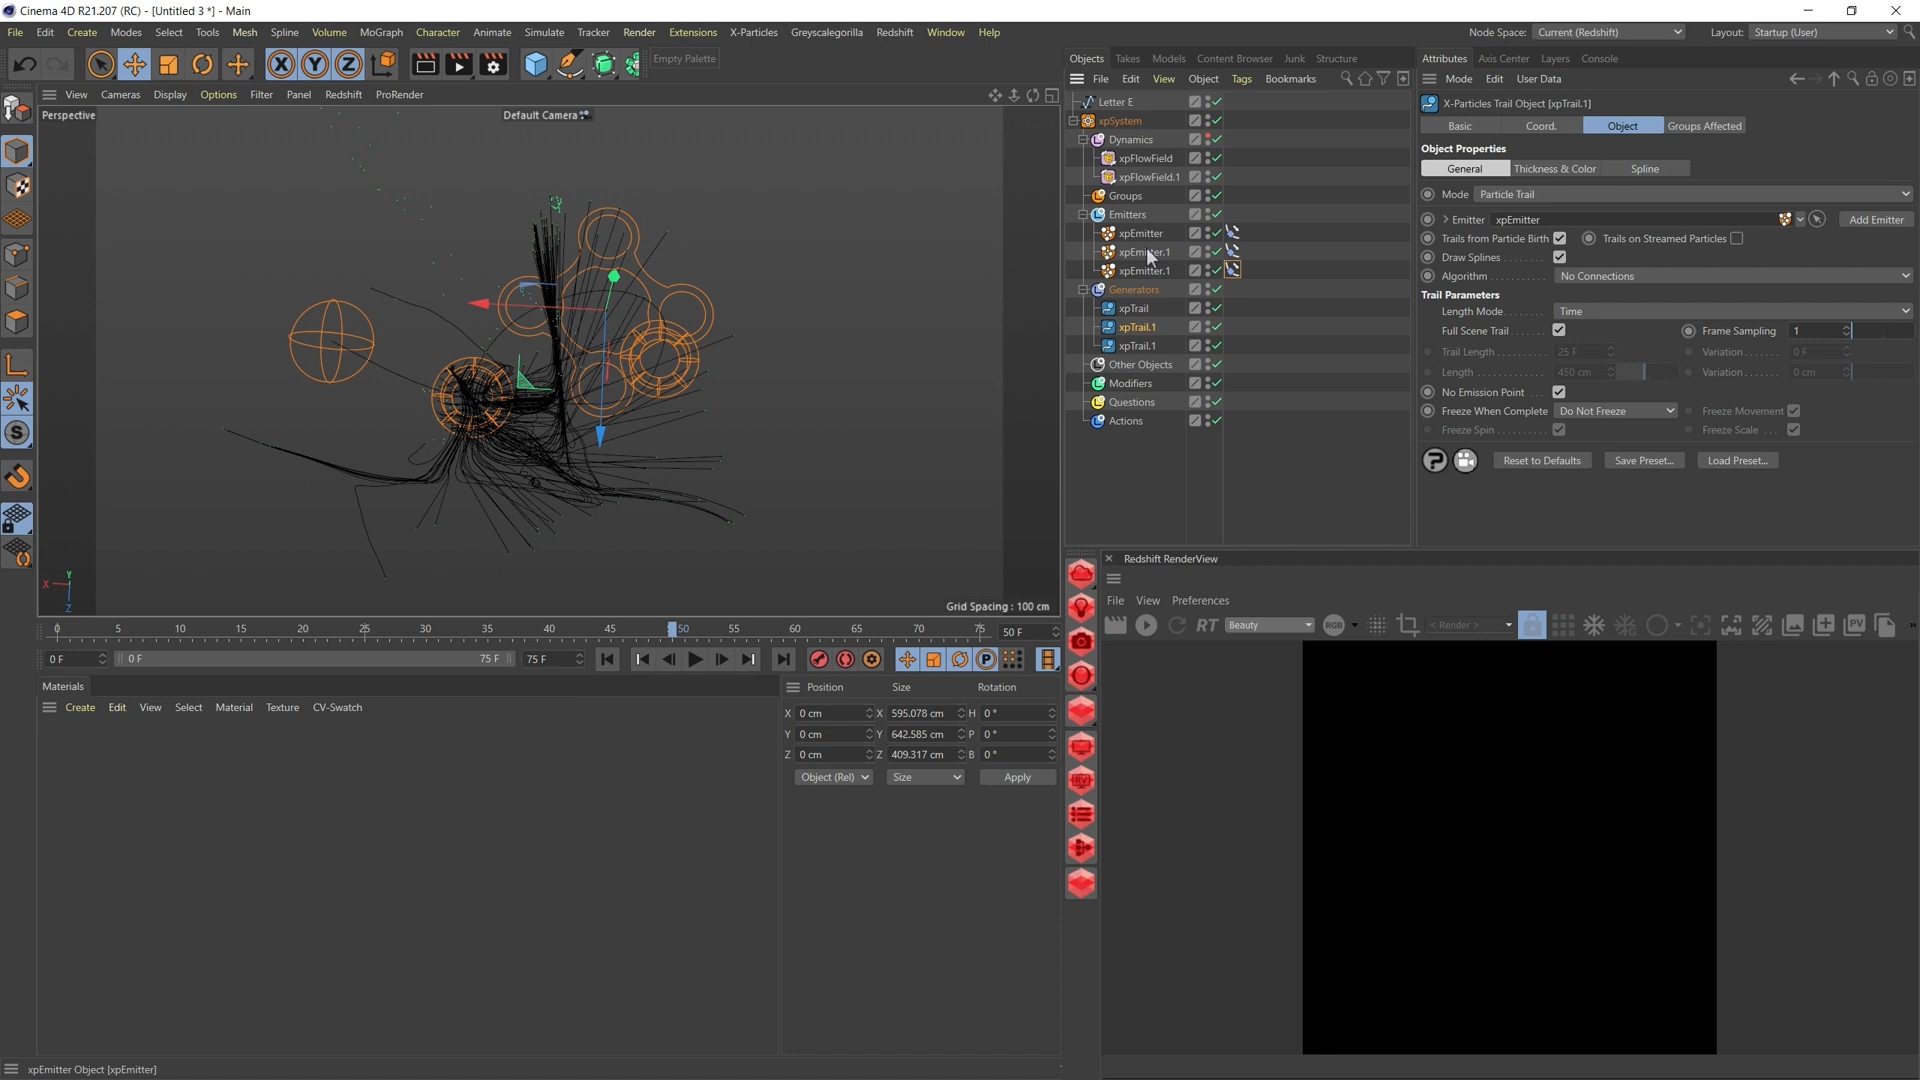 Cinema 4D R21.207 (RC) - [Untitled 3 *] - Main
File Edit Create Modes Select Tools Mesh Spline Volume MoGraph Character Animate Simulate Tracker Render Extensions X-Particles Greyscalegorilla Redshift Window Help
Node Space: Current (Redshift) Layout: Startup (User)
Empty Palette
Objects Takes Models Content Browser Junk Structure
Attributes Axis Center Layers Console
File Edit View Object Tags Bookmarks
Mode Edit User Data
View Cameras Display Options Filter Panel Redshift ProRender
Perspective
Default Camera
Letter E
xpSystem
Dynamics
xpFlowField
xpFlowField.1
Groups
Emitters
xpEmitter
xpEmitter.1
xpEmitter.1
Generators
xpTrail
xpTrail.1
xpTrail.1
Other Objects
Modifiers
Questions
Actions
X-Particles Trail Object [xpTrail.1]
Basic Coord. Object Groups Affected
Object Properties
General Thickness & Color Spline
Mode Particle Trail
Emitter xpEmitter Add Emitter
Trails from Particle Birth Trails on Streamed Particles
Draw Splines
Algorithm No Connections
Trail Parameters
Length Mode Time
Full Scene Trail Frame Sampling 1
Trail Length 25 F Variation 0 F
Length 450 cm Variation 0 cm
No Emission Point
Freeze When Complete Do Not Freeze Freeze Movement
Freeze Spin Freeze Scale
Reset to Defaults Save Preset... Load Preset...
X Y Z
Grid Spacing : 100 cm
0 5 10 15 20 25 30 35 40 45 50 55 60 65 70 75 50 F
0 F 0 F 75 F 75 F
Redshift RenderView
File View Preferences
RT Beauty RGB < Render > PV
RV
Materials
Create Edit View Select Material Texture CV-Swatch
Position Size Rotation
X 0 cm X 595.078 cm H 0 °
Y 0 cm Y 642.585 cm P 0 °
Z 0 cm Z 409.317 cm B 0 °
Object (Rel) Size Apply
xpEmitter Object [xpEmitter]